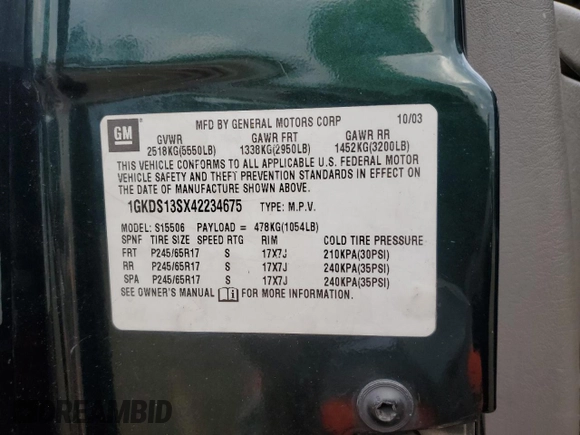 GM
MFD BY GENERAL MOTORS CORP 10/03
GVWR GAWR FRT GAWR RR
2518KG(5550LB) 1338KG(2950LB) 1452KG(3200LB)
THIS VEHICLE CONFORMS TO ALL APPLICABLE U.S. FEDERAL MOTOR
VEHICLE SAFETY AND THEFT PREVENTION STANDARDS IN EFFECT ON
THE DATE OF MANUFACTURE SHOWN ABOVE.
1GKDS13SX42234675 TYPE: M.P.V.
MODEL: S15506 PAYLOAD = 478KG(1054LB)
SPNF TIRE SIZE SPEED RTG RIM COLD TIRE PRESSURE
FRT P245/65R17 S 17X7J 210KPA(30PSI)
RR P245/65R17 S 17X7J 240KPA(35PSI)
SPA P245/65R17 S 17X7J 240KPA(35PSI)
SEE OWNER'S MANUAL FOR MORE INFORMATION.
DREAMBID